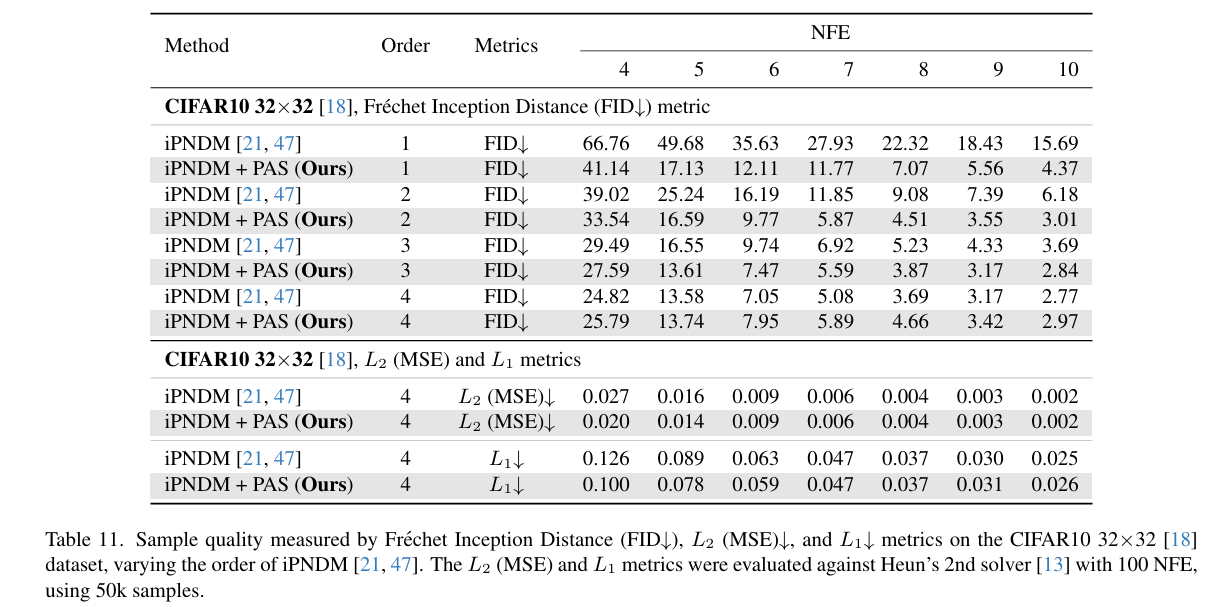 Method Order Metrics NFE
4 5 6 7 8 9 10
CIFAR10 32×32 [18], Fréchet Inception Distance (FID↓) metric
iPNDM [21, 47] 1 FID↓ 66.76 49.68 35.63 27.93 22.32 18.43 15.69
iPNDM + PAS (Ours) 1 FID↓ 41.14 17.13 12.11 11.77 7.07 5.56 4.37
iPNDM [21, 47] 2 FID↓ 39.02 25.24 16.19 11.85 9.08 7.39 6.18
iPNDM + PAS (Ours) 2 FID↓ 33.54 16.59 9.77 5.87 4.51 3.55 3.01
iPNDM [21, 47] 3 FID↓ 29.49 16.55 9.74 6.92 5.23 4.33 3.69
iPNDM + PAS (Ours) 3 FID↓ 27.59 13.61 7.47 5.59 3.87 3.17 2.84
iPNDM [21, 47] 4 FID↓ 24.82 13.58 7.05 5.08 3.69 3.17 2.77
iPNDM + PAS (Ours) 4 FID↓ 25.79 13.74 7.95 5.89 4.66 3.42 2.97
CIFAR10 32×32 [18], L₂ (MSE) and L₁ metrics
iPNDM [21, 47] 4 L₂ (MSE)↓ 0.027 0.016 0.009 0.006 0.004 0.003 0.002
iPNDM + PAS (Ours) 4 L₂ (MSE)↓ 0.020 0.014 0.009 0.006 0.004 0.003 0.002
iPNDM [21, 47] 4 L₁↓ 0.126 0.089 0.063 0.047 0.037 0.030 0.025
iPNDM + PAS (Ours) 4 L₁↓ 0.100 0.078 0.059 0.047 0.037 0.031 0.026
Table 11. Sample quality measured by Fréchet Inception Distance (FID↓), L₂ (MSE)↓, and L₁↓ metrics on the CIFAR10 32×32 [18]
dataset, varying the order of iPNDM [21, 47]. The L₂ (MSE) and L₁ metrics were evaluated against Heun's 2nd solver [13] with 100 NFE,
using 50k samples.